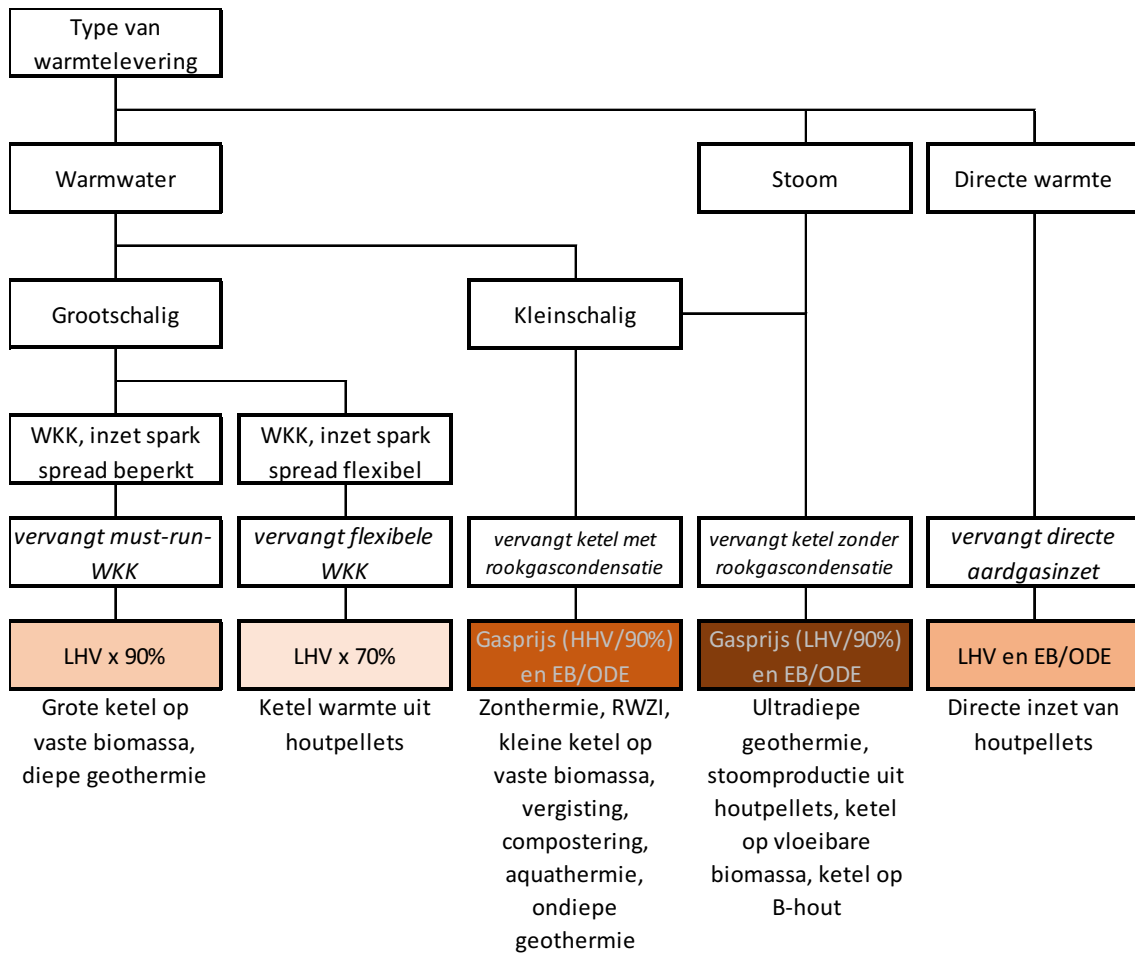 Type van
warmtelevering
Warmwater
Stoom
Directe warmte
Grootschalig
Kleinschalig
WKK, inzet spark
spread beperkt
WKK, inzet spark
spread flexibel
vervangt must-run-
WKK
vervangt flexibele
WKK
vervangt ketel met
rookgascondensatie
vervangt ketel zonder
rookgascondensatie
vervangt directe
aardgasinzet
LHV x 90%
LHV x 70%
Gasprijs (HHV/90%)
en EB/ODE
Gasprijs (LHV/90%)
en EB/ODE
LHV en EB/ODE
Grote ketel op
vaste biomassa,
diepe geothermie
Ketel warmte uit
houtpellets
Zonthermie, RWZI,
kleine ketel op
vaste biomassa,
vergisting,
compostering,
aquathermie,
ondiepe
geothermie
Ultradiepe
geothermie,
stoomproductie uit
houtpellets, ketel
op vloeibare
biomassa, ketel op
B-hout
Directe inzet van
houtpellets